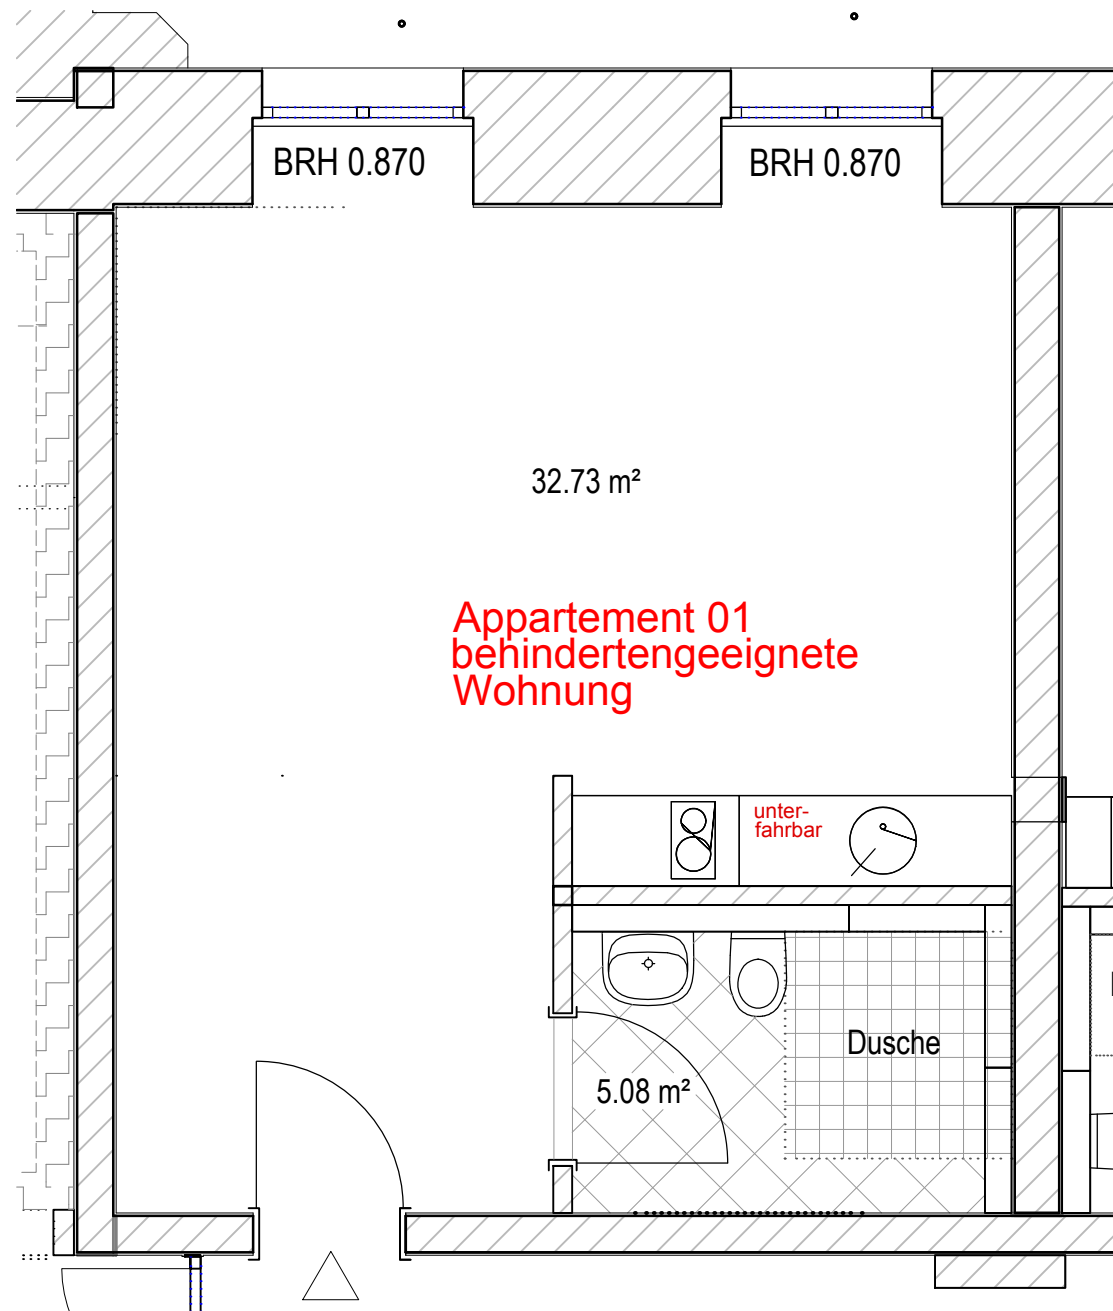 BRH 0.870
BRH 0.870
32.73 m²
Appartement 01
behindertengeeignete
Wohnung
unter-
fahrbar
Dusche
5.08 m²